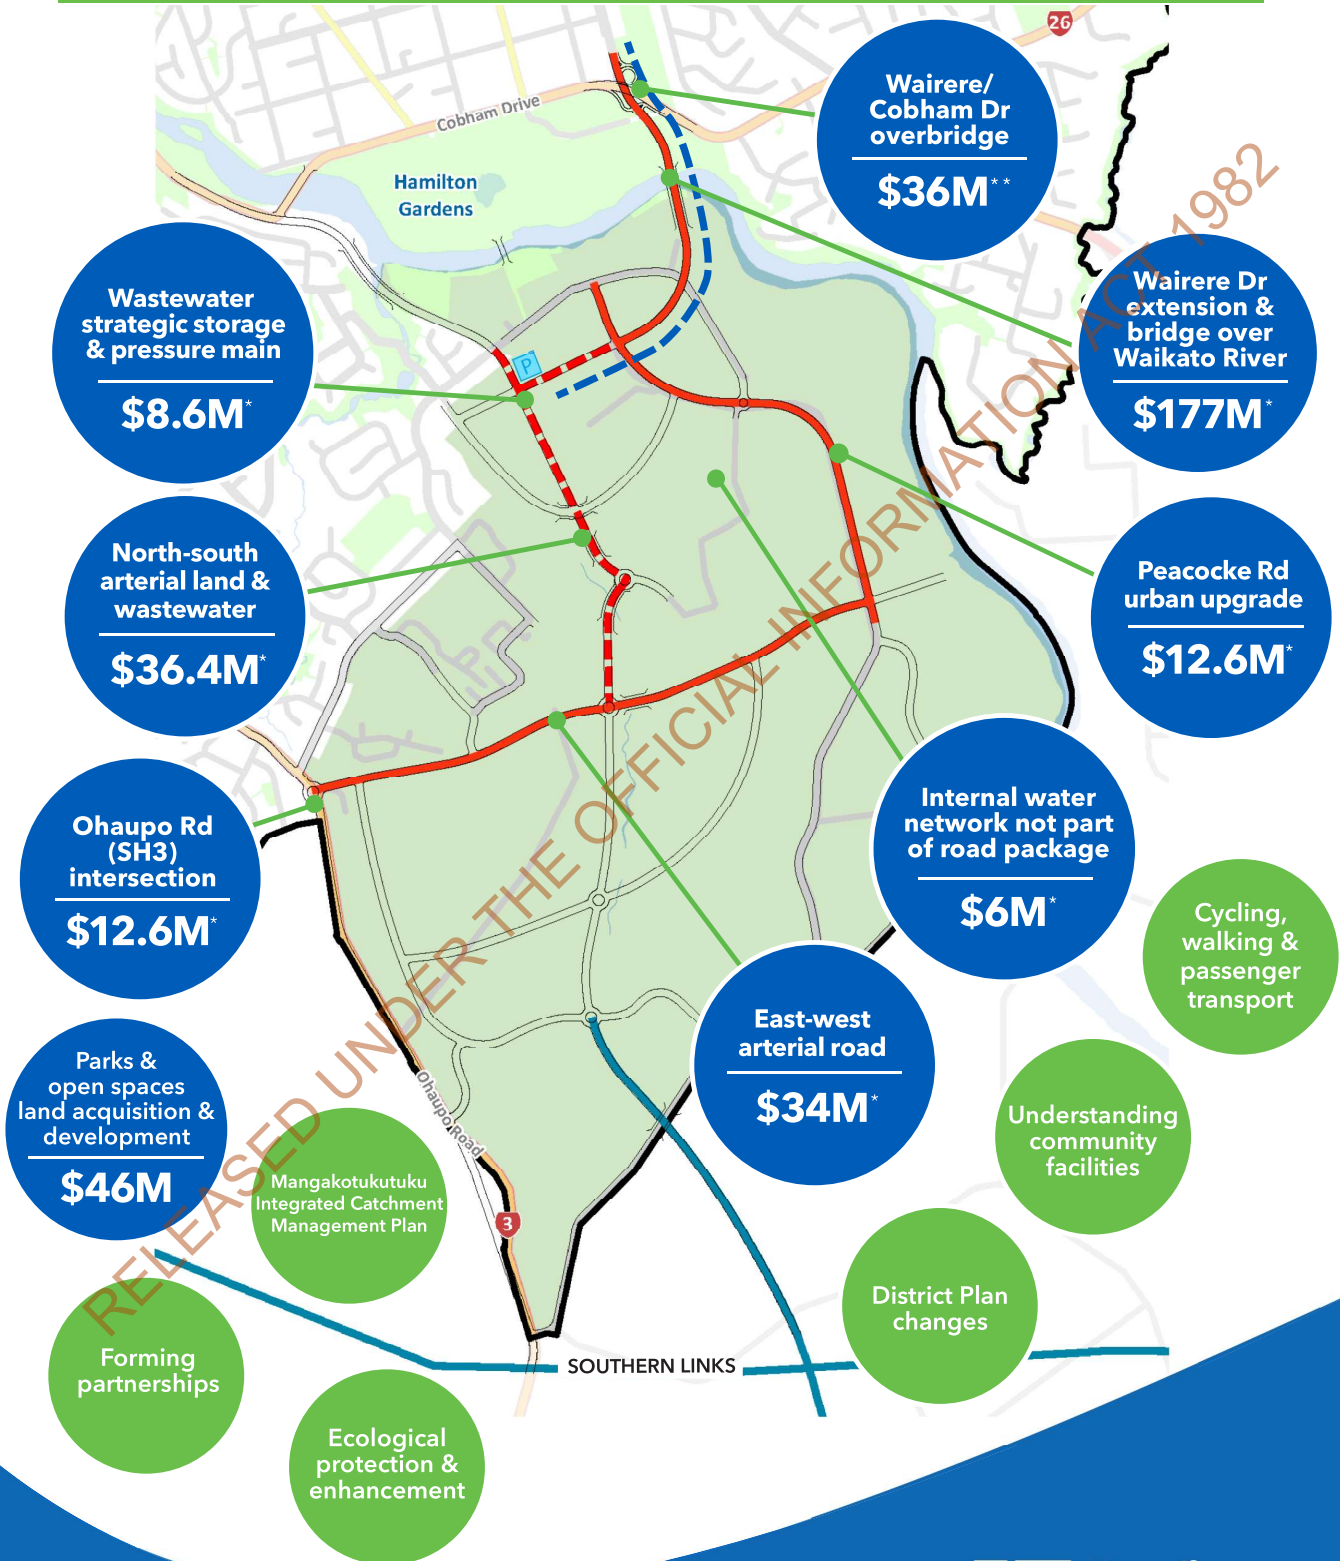 26
Wairere/
Cobham Dr
overbridge
$36M**
Cobham Drive
Hamilton
Gardens
Wastewater
strategic storage
& pressure main
$8.6M*
P
Wairere Dr
extension &
bridge over
Waikato River
$177M*
North-south
arterial land &
wastewater
$36.4M*
Peacocke Rd
urban upgrade
$12.6M*
Ohaupo Rd
(SH3)
intersection
$12.6M*
Internal water
network not part
of road package
$6M*
Cycling,
walking &
passenger
transport
East-west
arterial road
$34M*
Parks &
open spaces
land acquisition &
development
$46M
Ohaupo Road
Understanding
community
facilities
Mangakotukutuku
Integrated Catchment
Management Plan
3
District Plan
changes
Forming
partnerships
SOUTHERN LINKS
Ecological
protection &
enhancement
RELEASED UNDER THE OFFICIAL INFORMATION ACT 1982